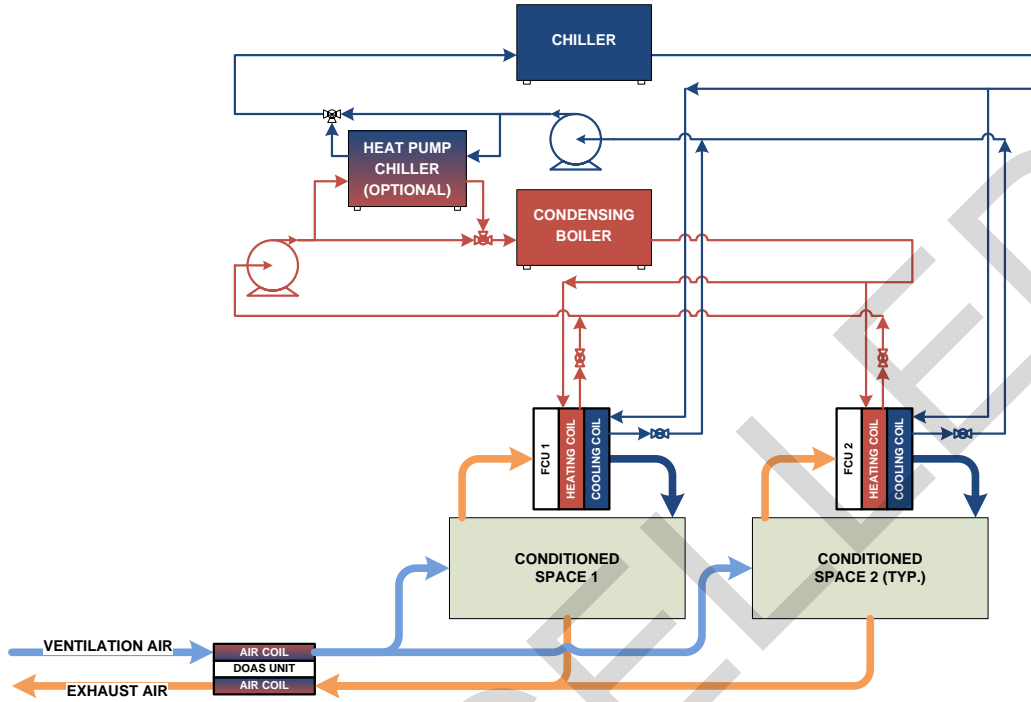 CHILLER
HEAT PUMP
CHILLER
(OPTIONAL)
CONDENSING
BOILER
FCU 1
HEATING COIL
COOLING COIL
FCU 2
HEATING COIL
COOLING COIL
CONDITIONED
SPACE 1
CONDITIONED
SPACE 2 (TYP.)
VENTILATION AIR
AIR COIL
DOAS UNIT
AIR COIL
EXHAUST AIR